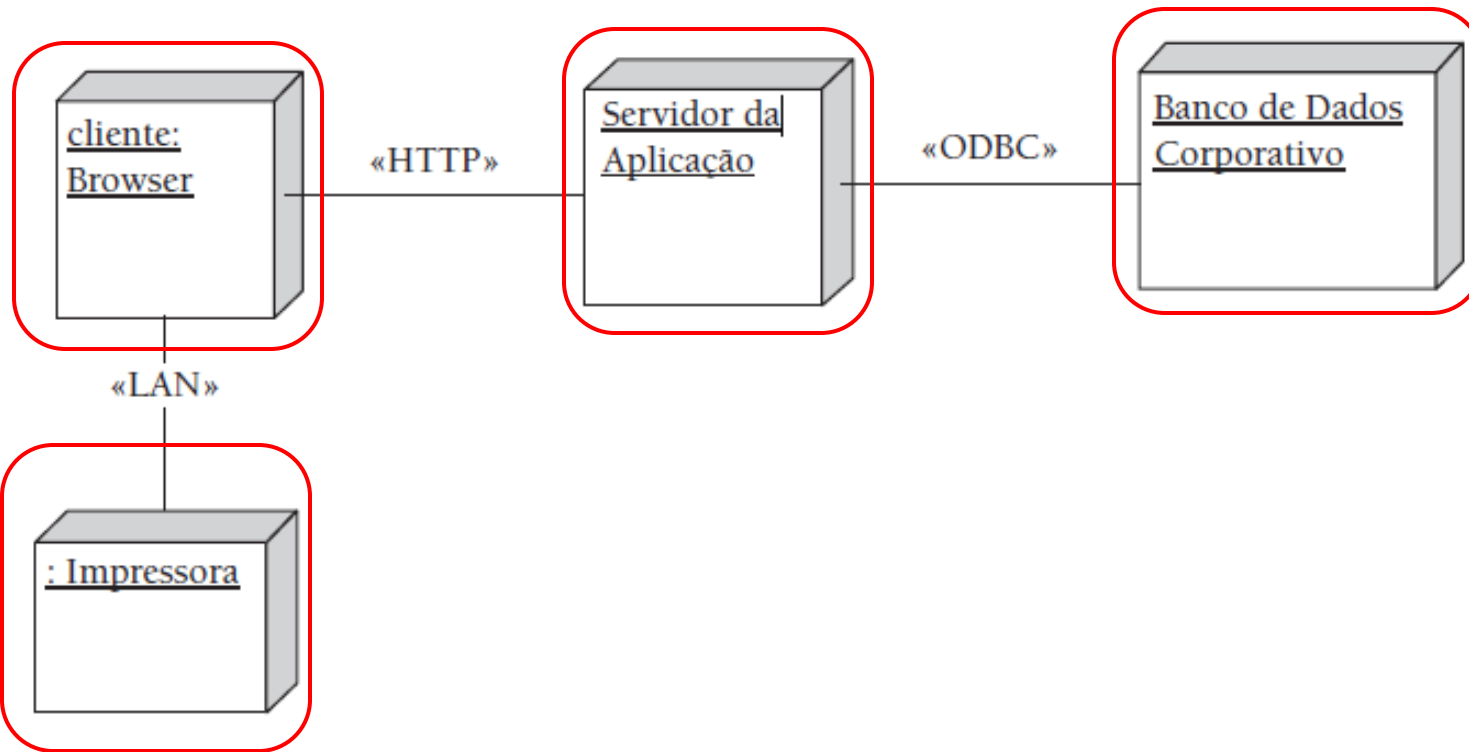 cliente:
Browser
«HTTP»
Servidor da
Aplicação
«ODBC»
Banco de Dados
Corporativo
«LAN»
: Impressora